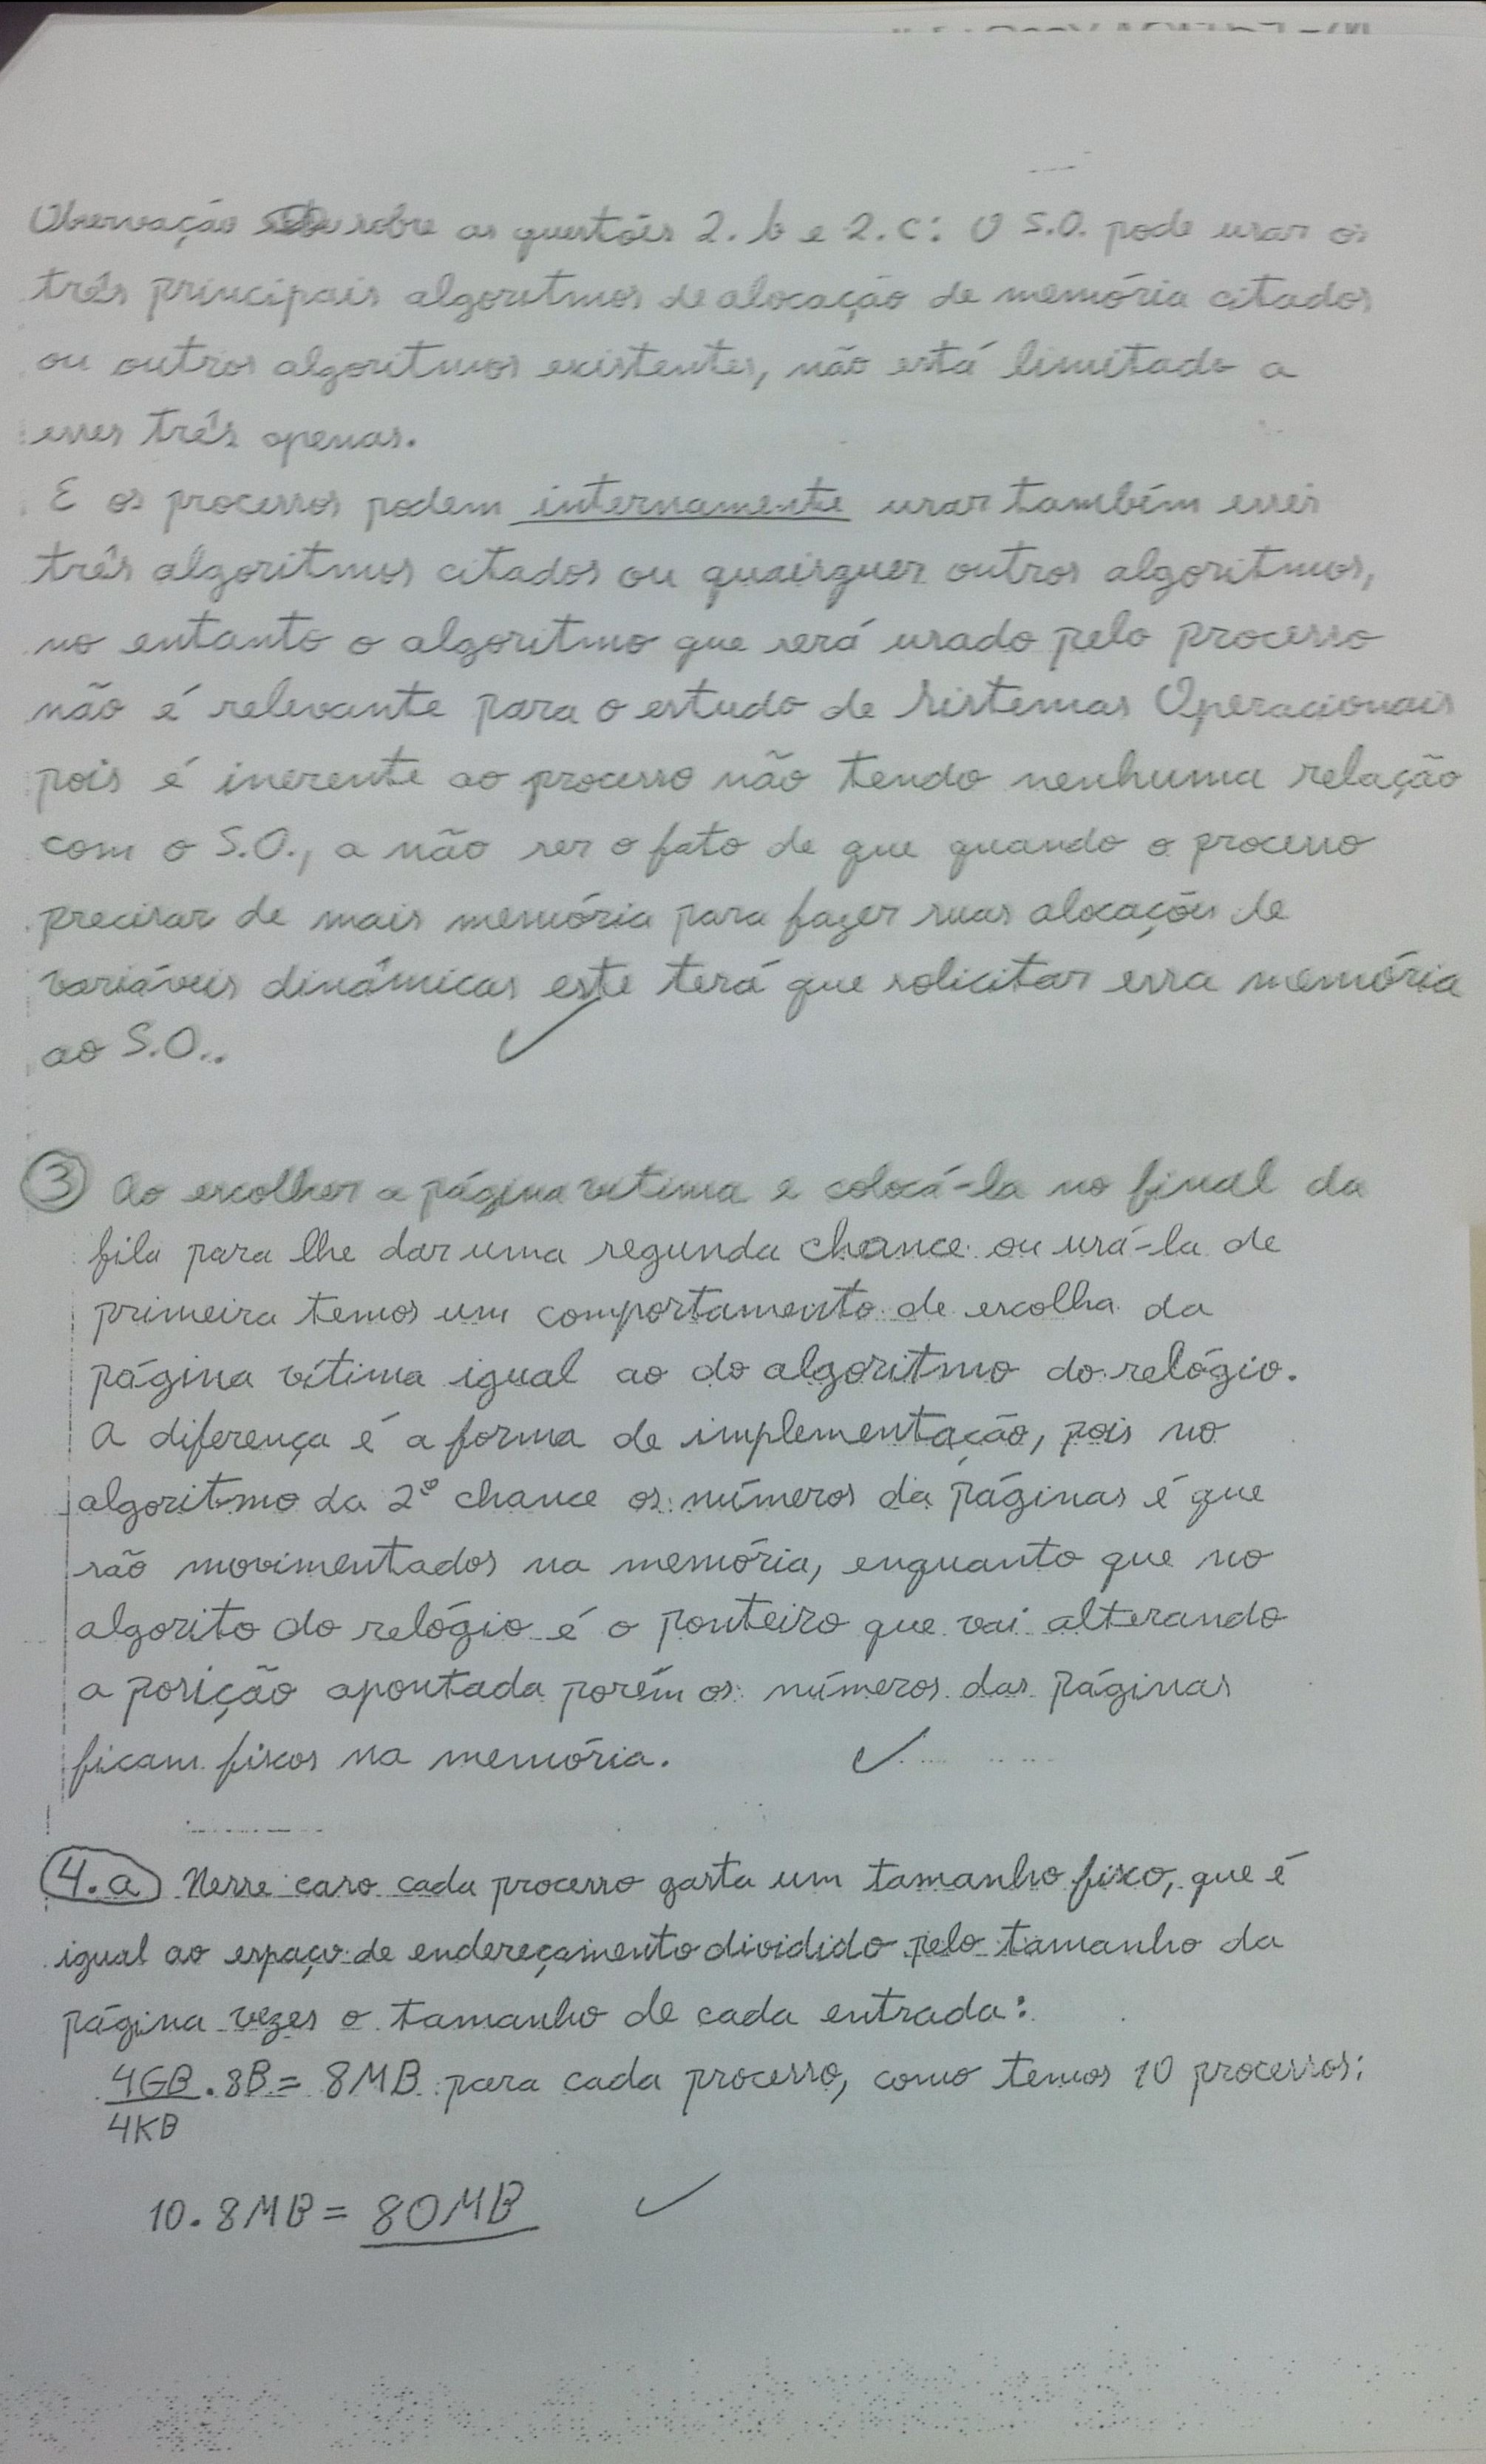 Observação sobre as questões 2.b e 2.c: O S.O. pode usar os
três principais algoritmos de alocação de memória citados
ou outros algoritmos existentes, não está limitado a
esses três apenas.
E os processos podem internamente usar também esses
três algoritmos citados ou quaisquer outros algoritmos,
no entanto o algoritmo que será usado pelo processo
não é relevante para o estudo de Sistemas Operacionais
pois é inerente ao processo não tendo nenhuma relação
com o S.O., a não ser o fato de que quando o processo
precisar de mais memória para fazer suas alocações de
variáveis dinâmicas este terá que solicitar essa memória
ao S.O..
3 Ao escolher a página vítima e colocá-la no final da
fila para lhe dar uma segunda chance ou usá-la de
primeira temos um comportamento de escolha da
página vítima igual ao do algoritmo do relógio.
A diferença é a forma de implementação, pois no
algoritmo da 2º chance os números da páginas é que
são movimentados na memória, enquanto que no
algorito do relógio é o ponteiro que vai alterando
a posição apontada porém os números das páginas
ficam fixos na memória.
4.a Nesse caso cada processo gasta um tamanho fixo, que é
igual ao espaço de endereçamento dividido pelo tamanho da
página vezes o tamanho de cada entrada:
4GB . 8B = 8MB para cada processo, como temos 10 processos:
4KB
10 . 8MB = 80MB